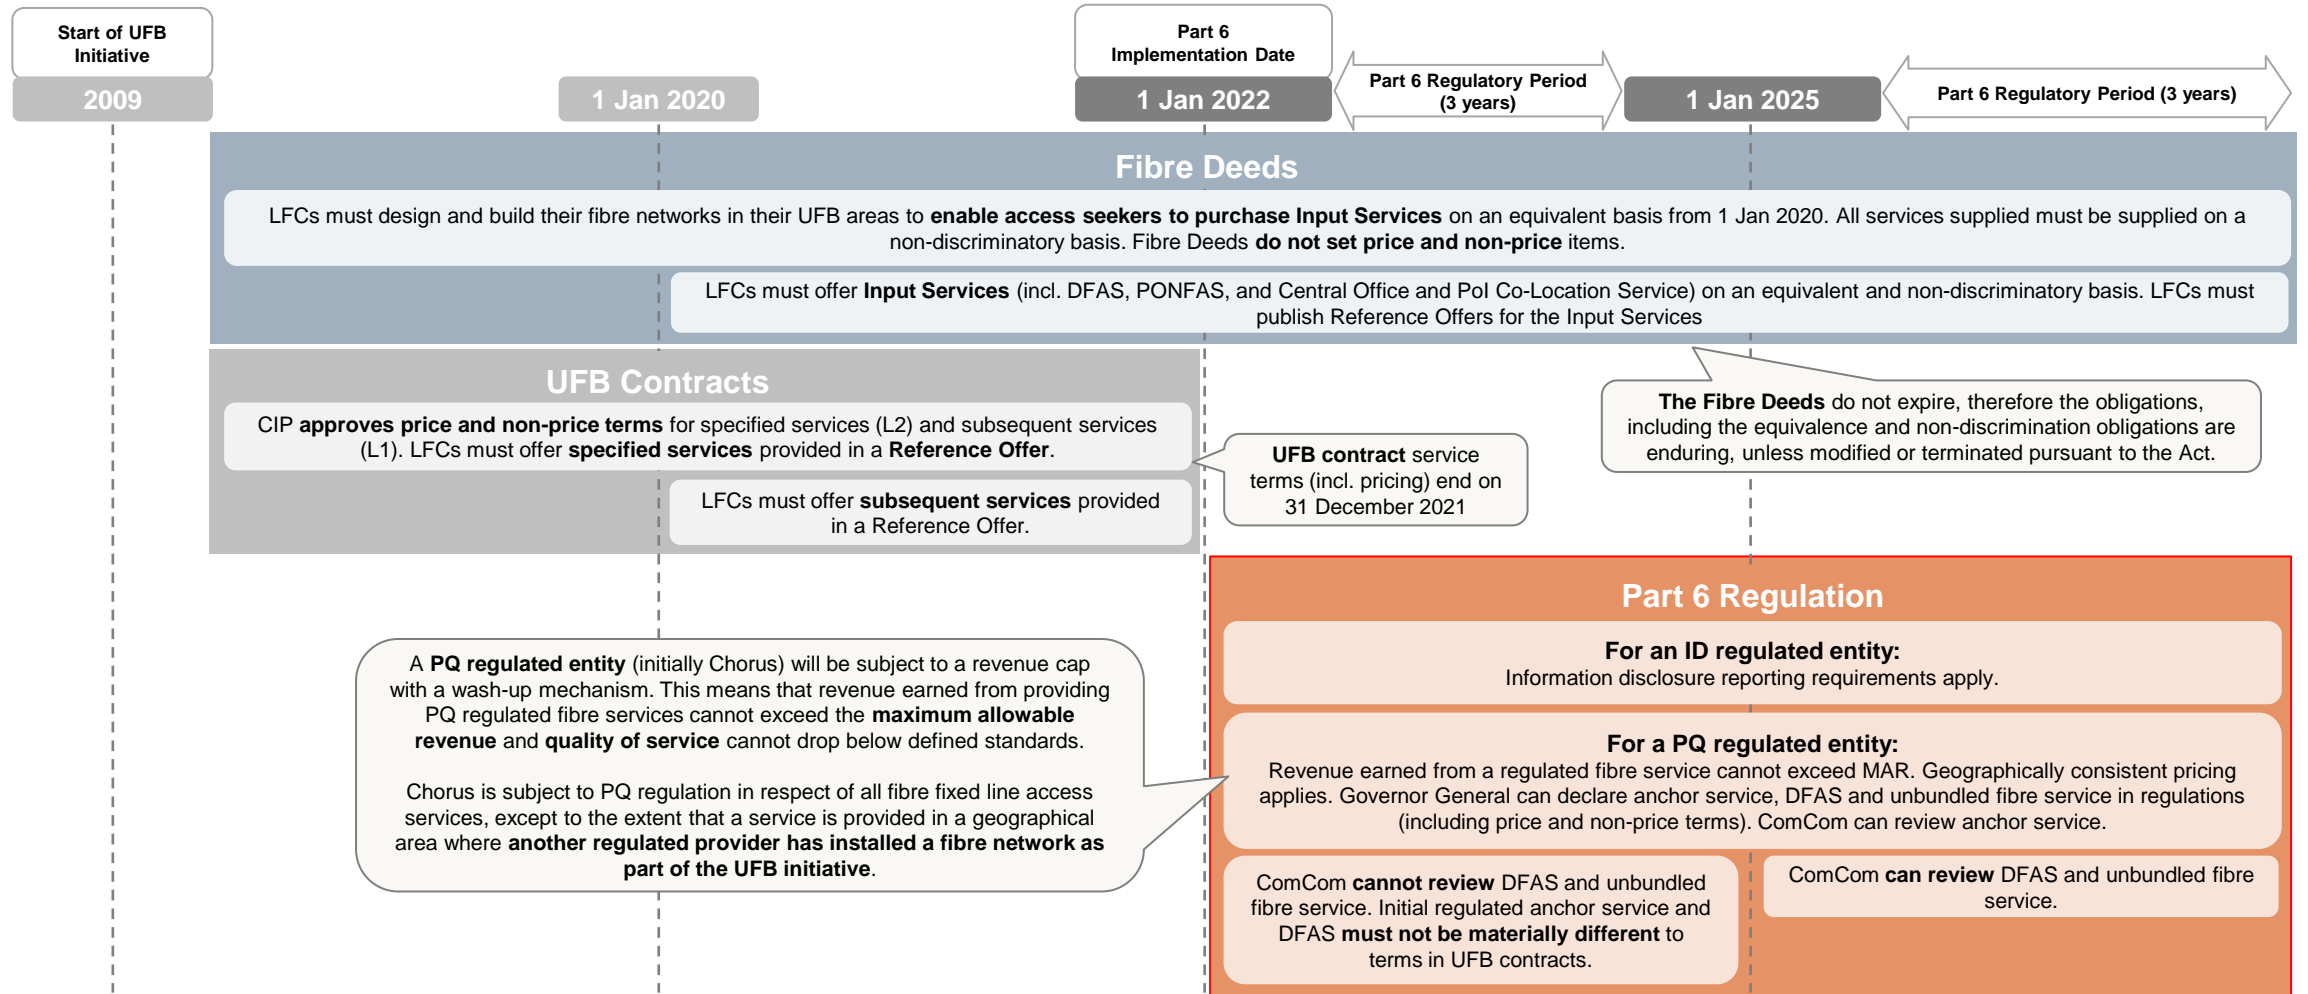 Start of UFB
Initiative
2009
1 Jan 2020
Part 6
Implementation Date
1 Jan 2022
Part 6 Regulatory Period
(3 years)
1 Jan 2025
Part 6 Regulatory Period (3 years)
Fibre Deeds
LFCs must design and build their fibre networks in their UFB areas to enable access seekers to purchase Input Services on an equivalent basis from 1 Jan 2020. All services supplied must be supplied on a
non-discriminatory basis. Fibre Deeds do not set price and non-price items.
LFCs must offer Input Services (incl. DFAS, PONFAS, and Central Office and PoI Co-Location Service) on an equivalent and non-discriminatory basis. LFCs must
publish Reference Offers for the Input Services
UFB Contracts
CIP approves price and non-price terms for specified services (L2) and subsequent services
(L1). LFCs must offer specified services provided in a Reference Offer.
LFCs must offer subsequent services provided
in a Reference Offer.
UFB contract service
terms (incl. pricing) end on
31 December 2021
The Fibre Deeds do not expire, therefore the obligations,
including the equivalence and non-discrimination obligations are
enduring, unless modified or terminated pursuant to the Act.
Part 6 Regulation
For an ID regulated entity:
Information disclosure reporting requirements apply.
A PQ regulated entity (initially Chorus) will be subject to a revenue cap
with a wash-up mechanism. This means that revenue earned from providing
PQ regulated fibre services cannot exceed the maximum allowable
revenue and quality of service cannot drop below defined standards.
Chorus is subject to PQ regulation in respect of all fibre fixed line access
services, except to the extent that a service is provided in a geographical
area where another regulated provider has installed a fibre network as
part of the UFB initiative.
For a PQ regulated entity:
Revenue earned from a regulated fibre service cannot exceed MAR. Geographically consistent pricing
applies. Governor General can declare anchor service, DFAS and unbundled fibre service in regulations
(including price and non-price terms). ComCom can review anchor service.
ComCom cannot review DFAS and unbundled
fibre service. Initial regulated anchor service and
DFAS must not be materially different to
terms in UFB contracts.
ComCom can review DFAS and unbundled fibre
service.